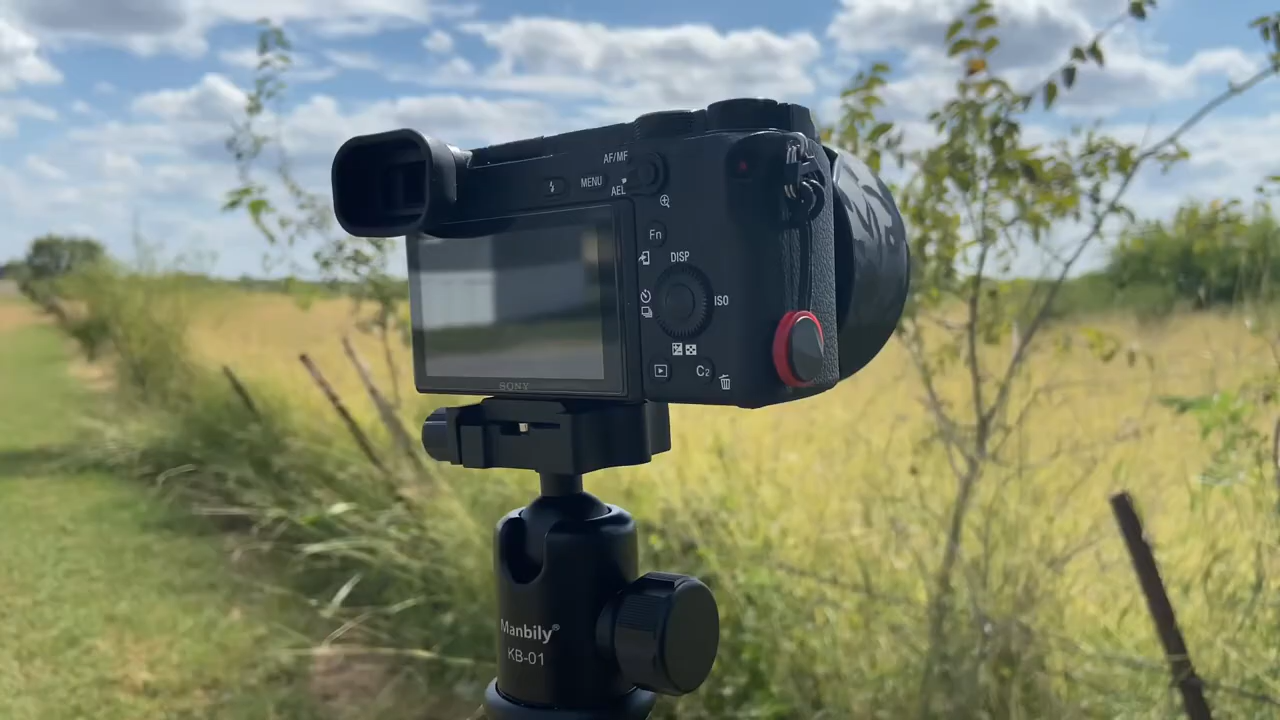 AF/MF
MENU
AEL
Fn
DISP
ISO
C2
SONY
Manbily®
KB-01